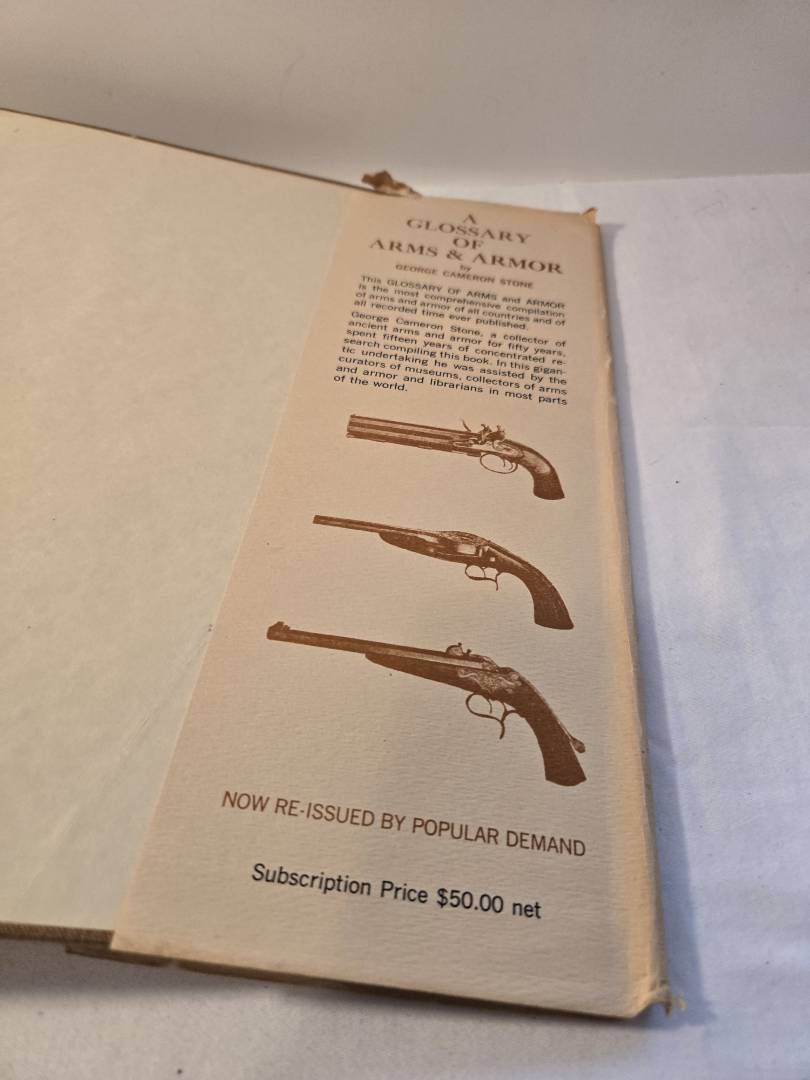 A
GLOSSARY
OF
ARMS & ARMOR
by
GEORGE CAMERON STONE
This GLOSSARY OF ARMS and ARMOR
is the most comprehensive compilation
of arms and armor of all countries and of
all recorded time ever published.
George Cameron Stone, a collector of
ancient arms and armor for fifty years,
spent fifteen years of concentrated re-
search compiling this book. In this gigan-
tic undertaking he was assisted by the
curators of museums, collectors of arms
and armor and librarians in most parts
of the world.
NOW RE-ISSUED BY POPULAR DEMAND
Subscription Price $50.00 net